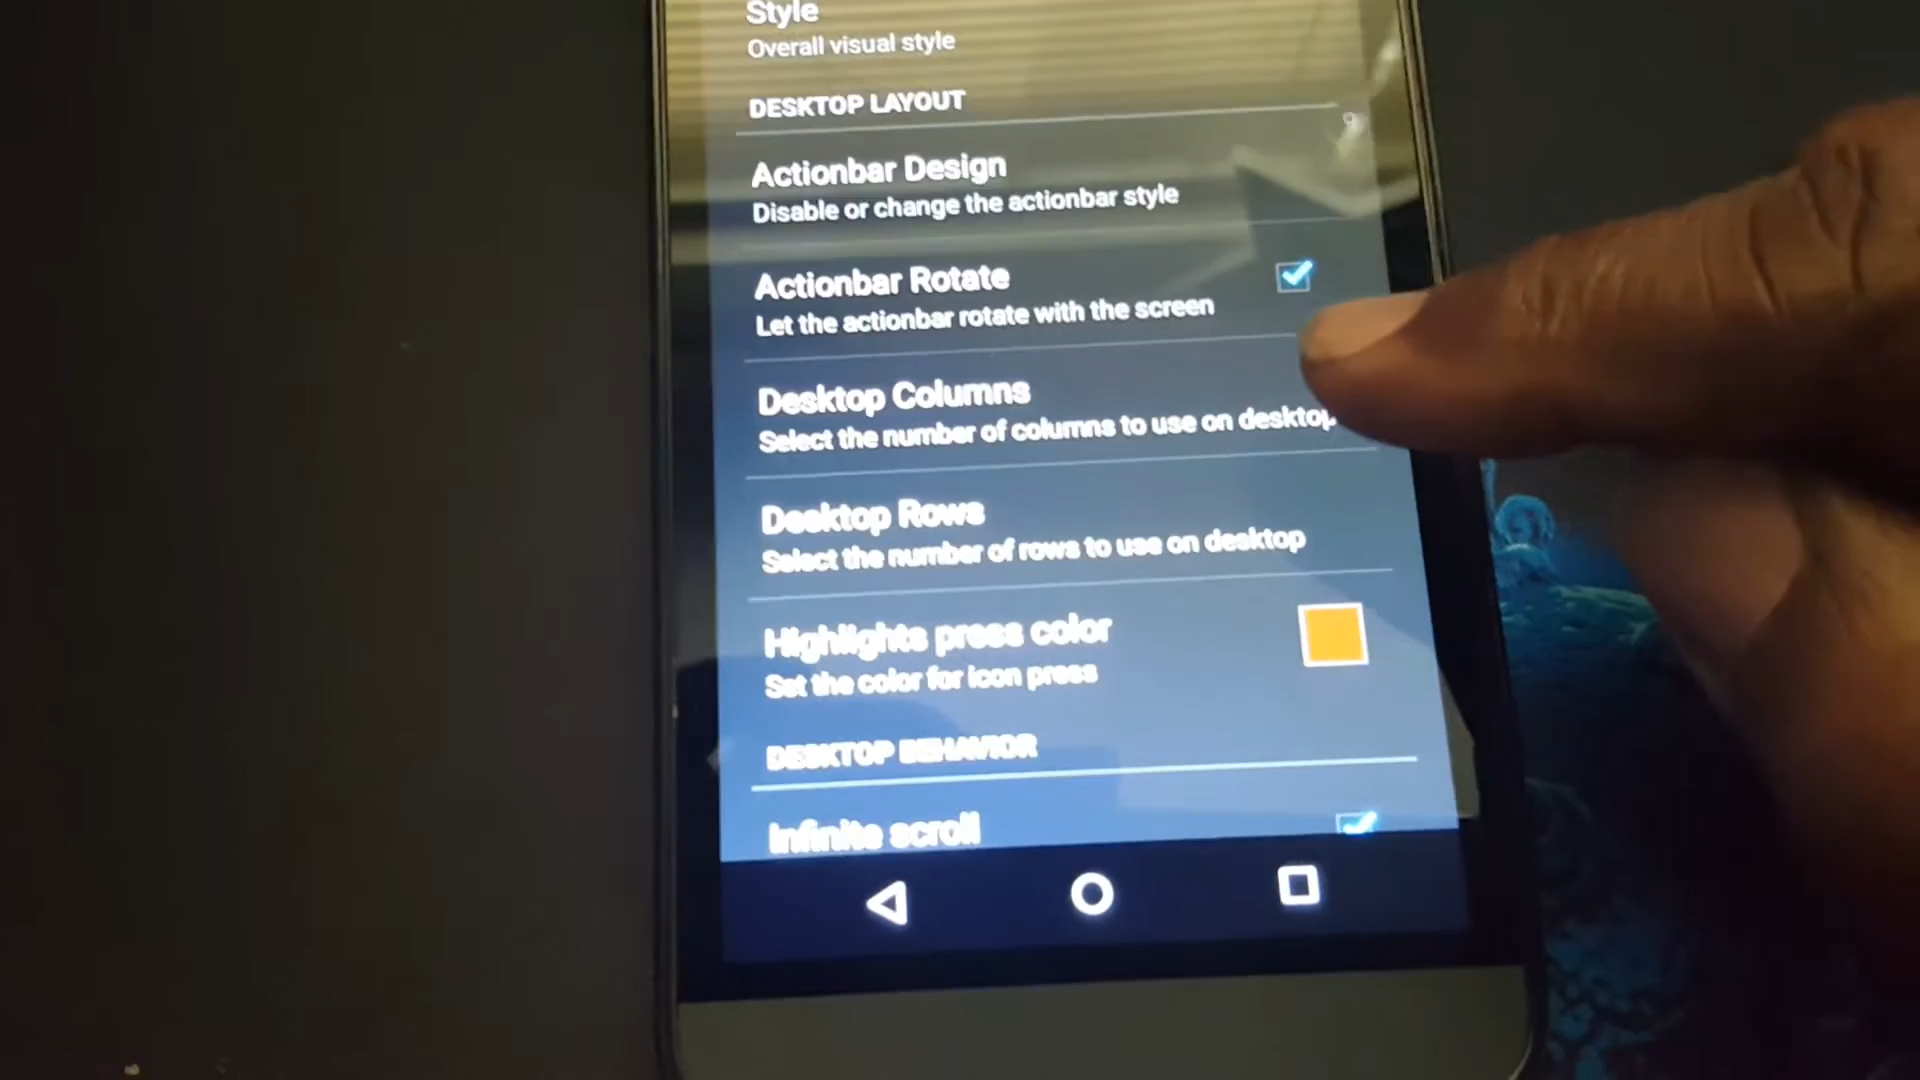 Style
Overall visual style
DESKTOP LAYOUT
Actionbar Design
Disable or change the actionbar style
Actionbar Rotate
Let the actionbar rotate with the screen
Desktop Columns
Select the number of columns to use on desktop
Desktop Rows
Select the number of rows to use on desktop
Highlights press color
Set the color for icon press
DESKTOP BEHAVIOR
Infinite scroll